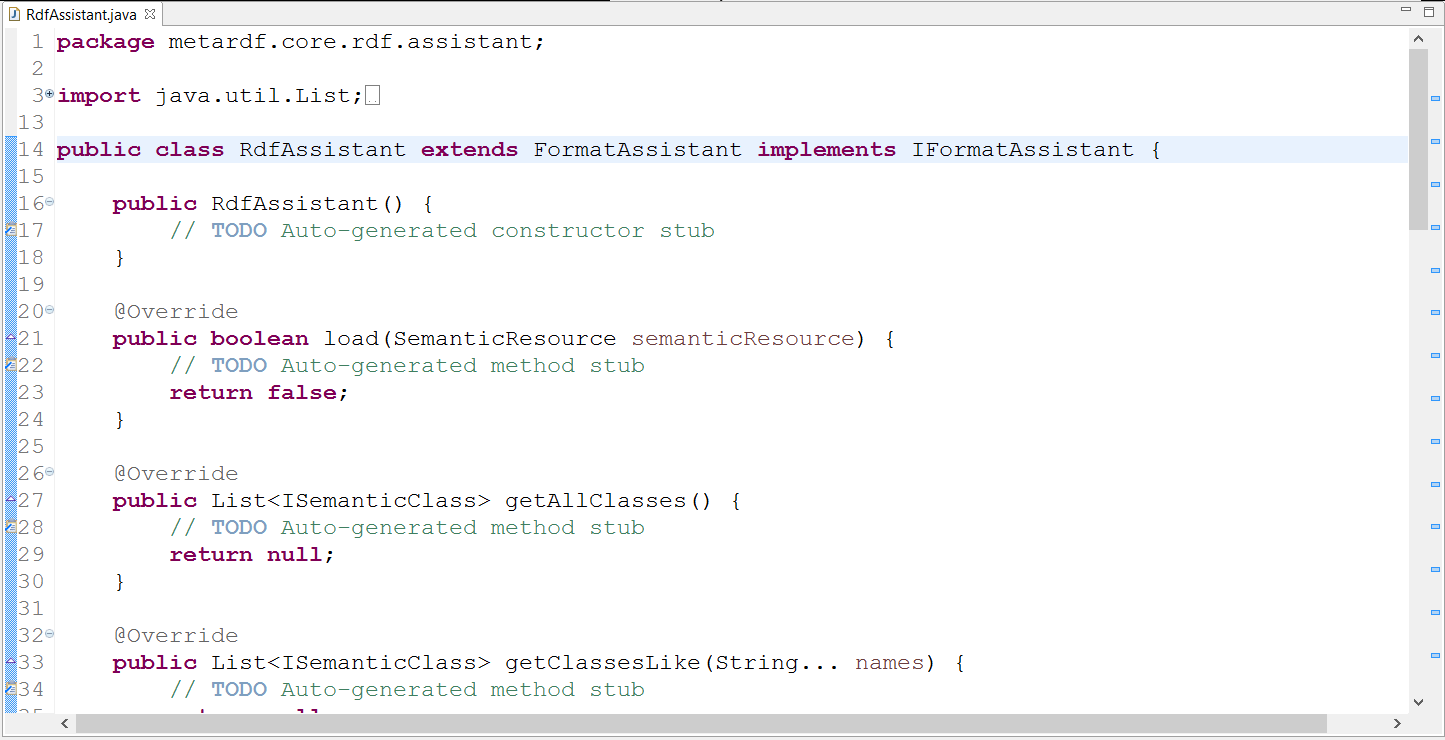 RdfAssistant.java
1 package metardf.core.rdf.assistant;
2
3 import java.util.List;
13
14 public class RdfAssistant extends FormatAssistant implements IFormatAssistant {
15
16 public RdfAssistant() {
17 // TODO Auto-generated constructor stub
18 }
19
20 @Override
21 public boolean load(SemanticResource semanticResource) {
22 // TODO Auto-generated method stub
23 return false;
24 }
25
26 @Override
27 public List<ISemanticClass> getAllClasses() {
28 // TODO Auto-generated method stub
29 return null;
30 }
31
32 @Override
33 public List<ISemanticClass> getClassesLike(String... names) {
34 // TODO Auto-generated method stub